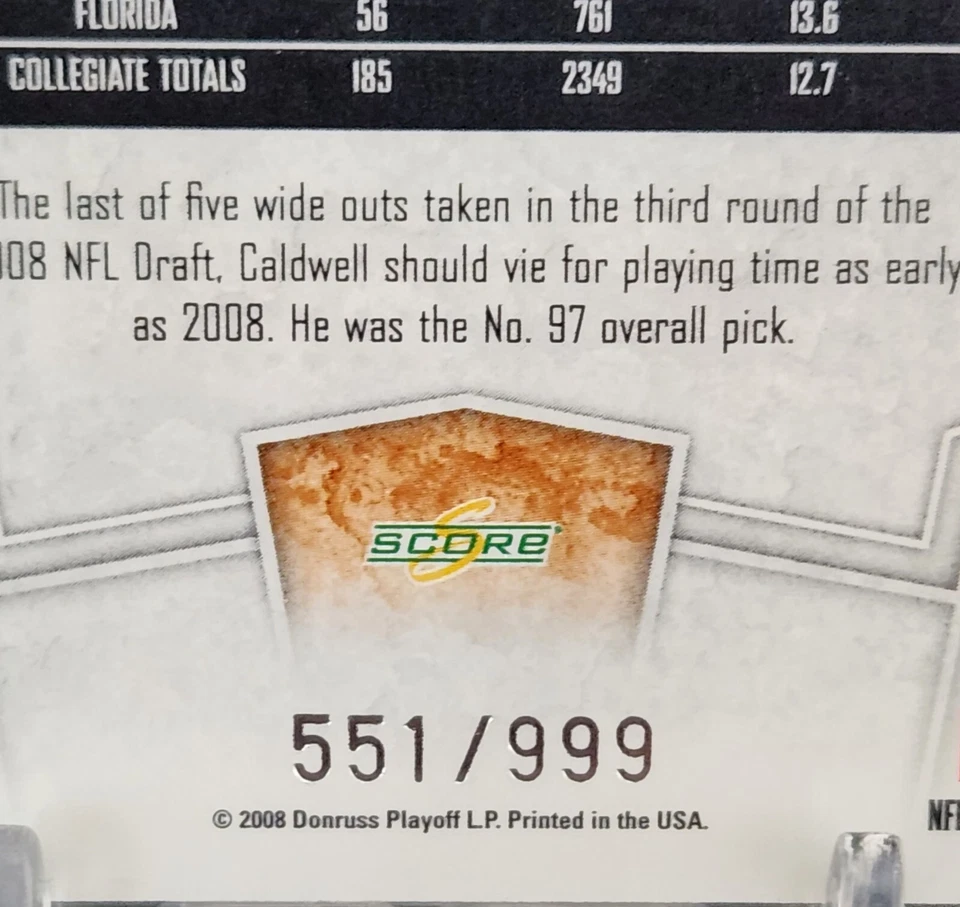 FLORIDA 56 761 13.6
COLLEGIATE TOTALS 185 2349 12.7
The last of five wide outs taken in the third round of the
08 NFL Draft, Caldwell should vie for playing time as early
as 2008. He was the No. 97 overall pick.
SCORE
551/999
© 2008 Donruss Playoff L.P. Printed in the USA.
NFL